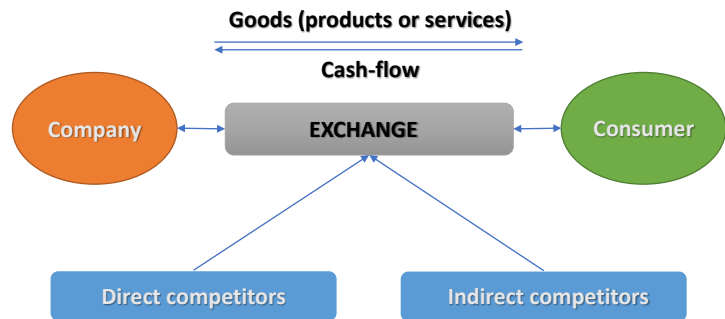 Goods (products or services)
Cash-flow
Company
EXCHANGE
Consumer
Direct competitors
Indirect competitors